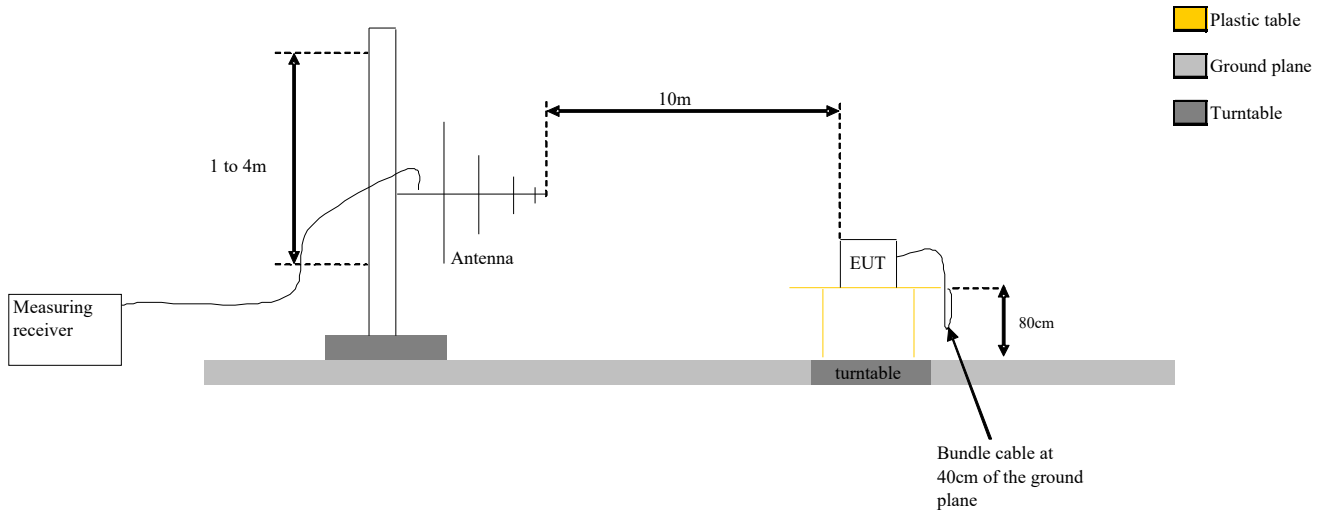 Plastic table
Ground plane
Turntable
10m
1 to 4m
Antenna
EUT
Measuring
receiver
80cm
turntable
Bundle cable at
40cm of the ground
plane